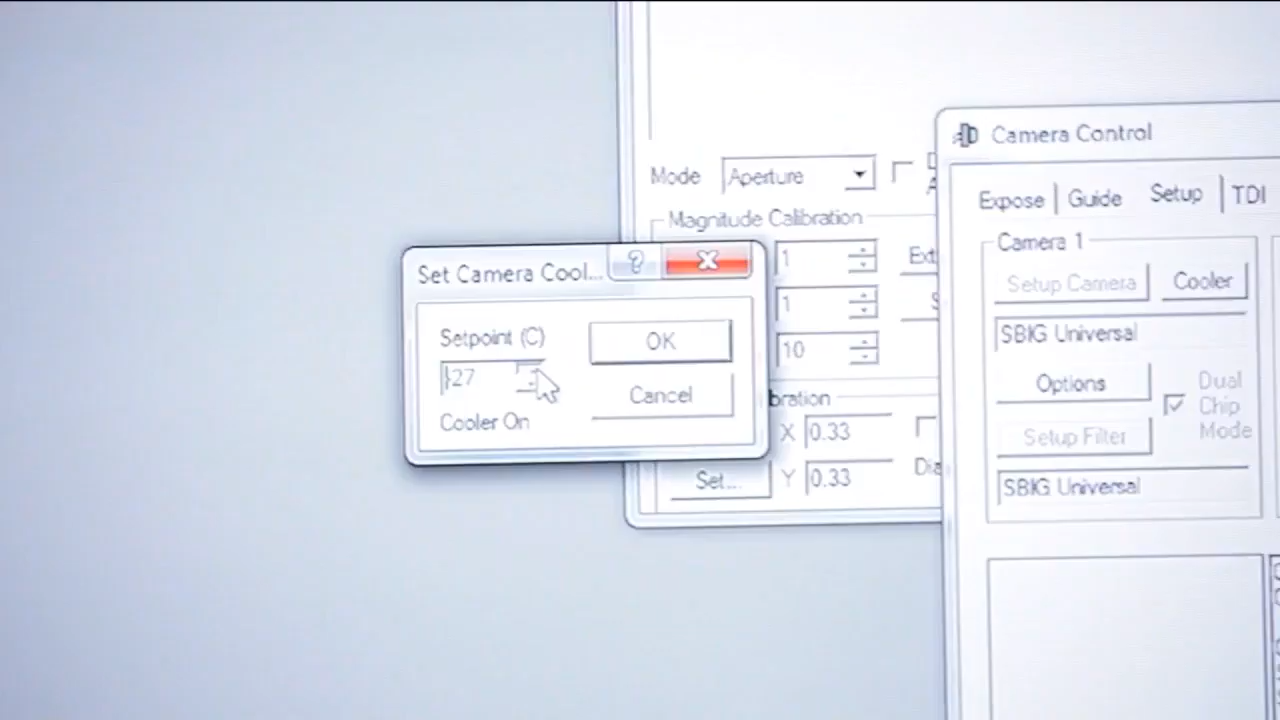 Camera Control
Mode Aperture
Expose Guide Setup TDI
Magnitude Calibration
Camera 1
1
Setup Camera Cooler
Set Camera Cool...
1
SBIG Universal
Setpoint (C) OK
10
Options
Dual
Chip
Mode
-27
Cancel
Cooler On
X 0.33
Setup Filter
Set... Y 0.33
SBIG Universal